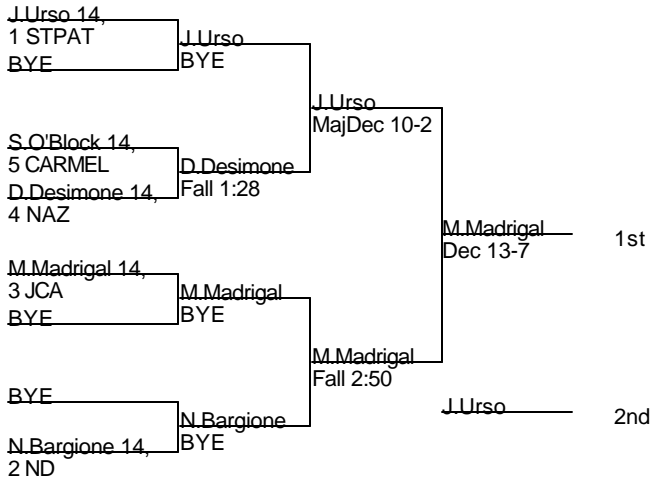 J.Urso 14,
1 STPAT
BYE
J.Urso
BYE
S.O'Block 14,
5 CARMEL
D.Desimone 14,
4 NAZ
D.Desimone
Fall 1:28
J.Urso
MajDec 10-2
M.Madrigal 14,
3 JCA
BYE
M.Madrigal
BYE
BYE
N.Bargione 14,
2 ND
N.Bargione
BYE
M.Madrigal
Fall 2:50
M.Madrigal
Dec 13-7
1st
J.Urso
2nd